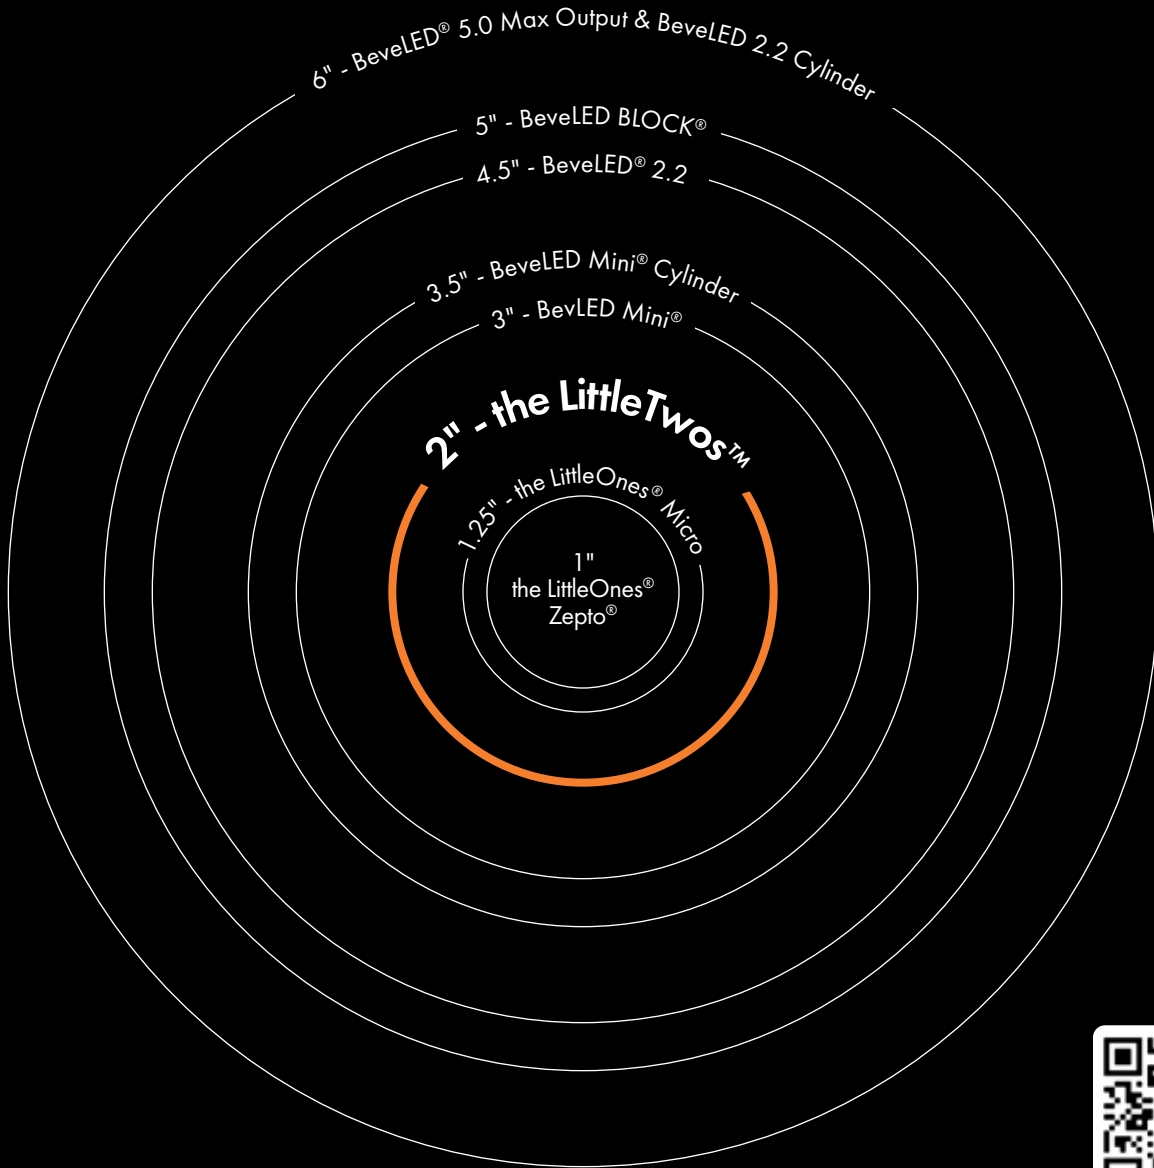 6" - BeveLED® 5.0 Max Output & BeveLED 2.2 Cylinder
5" - BeveLED BLOCK®
4.5" - BeveLED® 2.2
3.5" - BeveLED Mini® Cylinder
3" - BevLED Mini®
2" - the LittleTwos™
1.25" - the LittleOnes® Micro
1"
the LittleOnes®
Zepto®